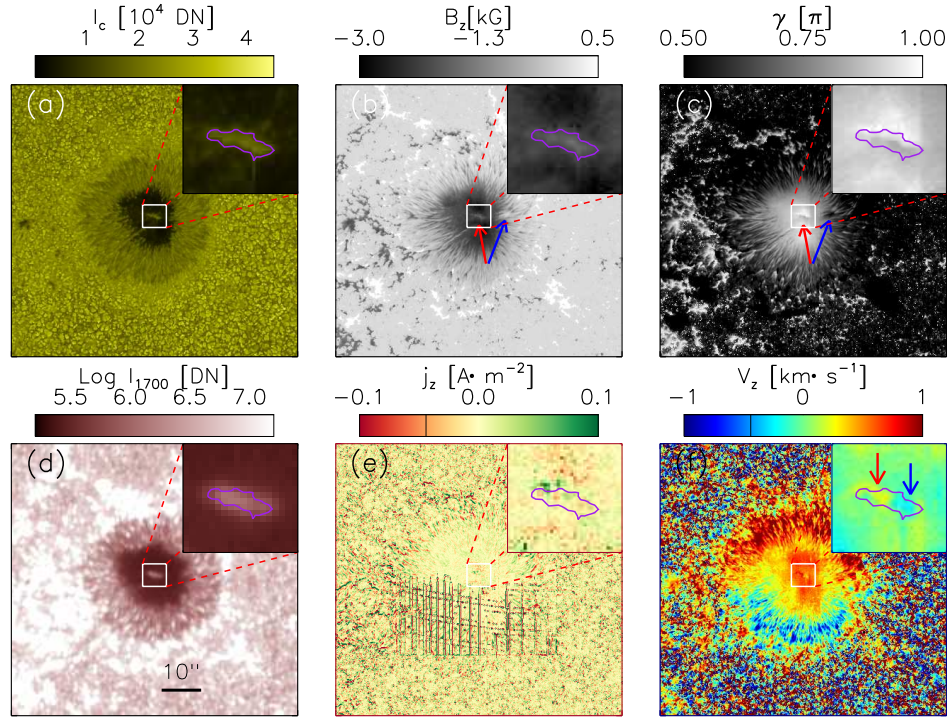 I_c [10^4 DN]
1 2 3 4
B_z[kG]
−3.0 −1.3 0.5
γ [π]
0.50 0.75 1.00
(a)
(b)
(c)
Log I_1700 [DN]
5.5 6.0 6.5 7.0
j_z [A• m^−2]
−0.1 0.0 0.1
V_z [km• s^−1]
−1 0 1
(d)
(e)
(f)
10"